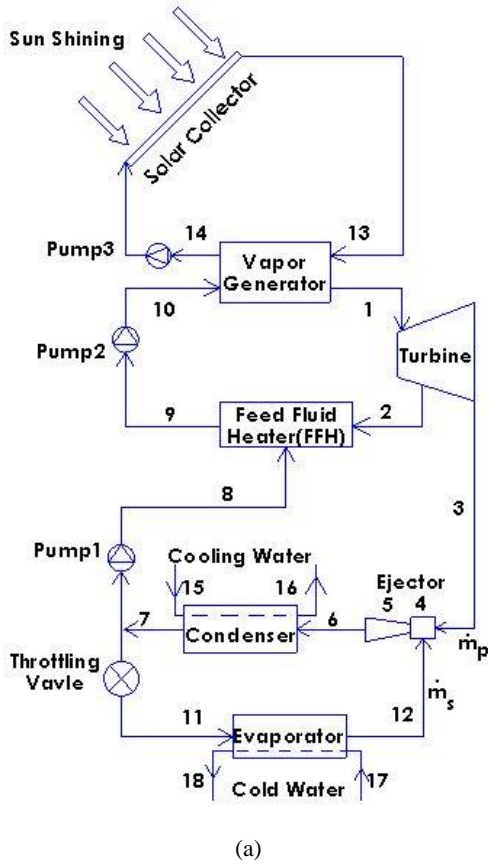 Sun Shining
Solar Collector
Pump3
14
13
Vapor
Generator
10
1
Pump2
Turbine
9
Feed Fluid
Heater(FFH)
2
8
3
Pump1
Cooling Water
15
16
Ejector
5
4
7
Condenser
6
ṁp
Throttling
Vavle
ṁs
11
Evaporator
12
18
17
Cold Water
(a)